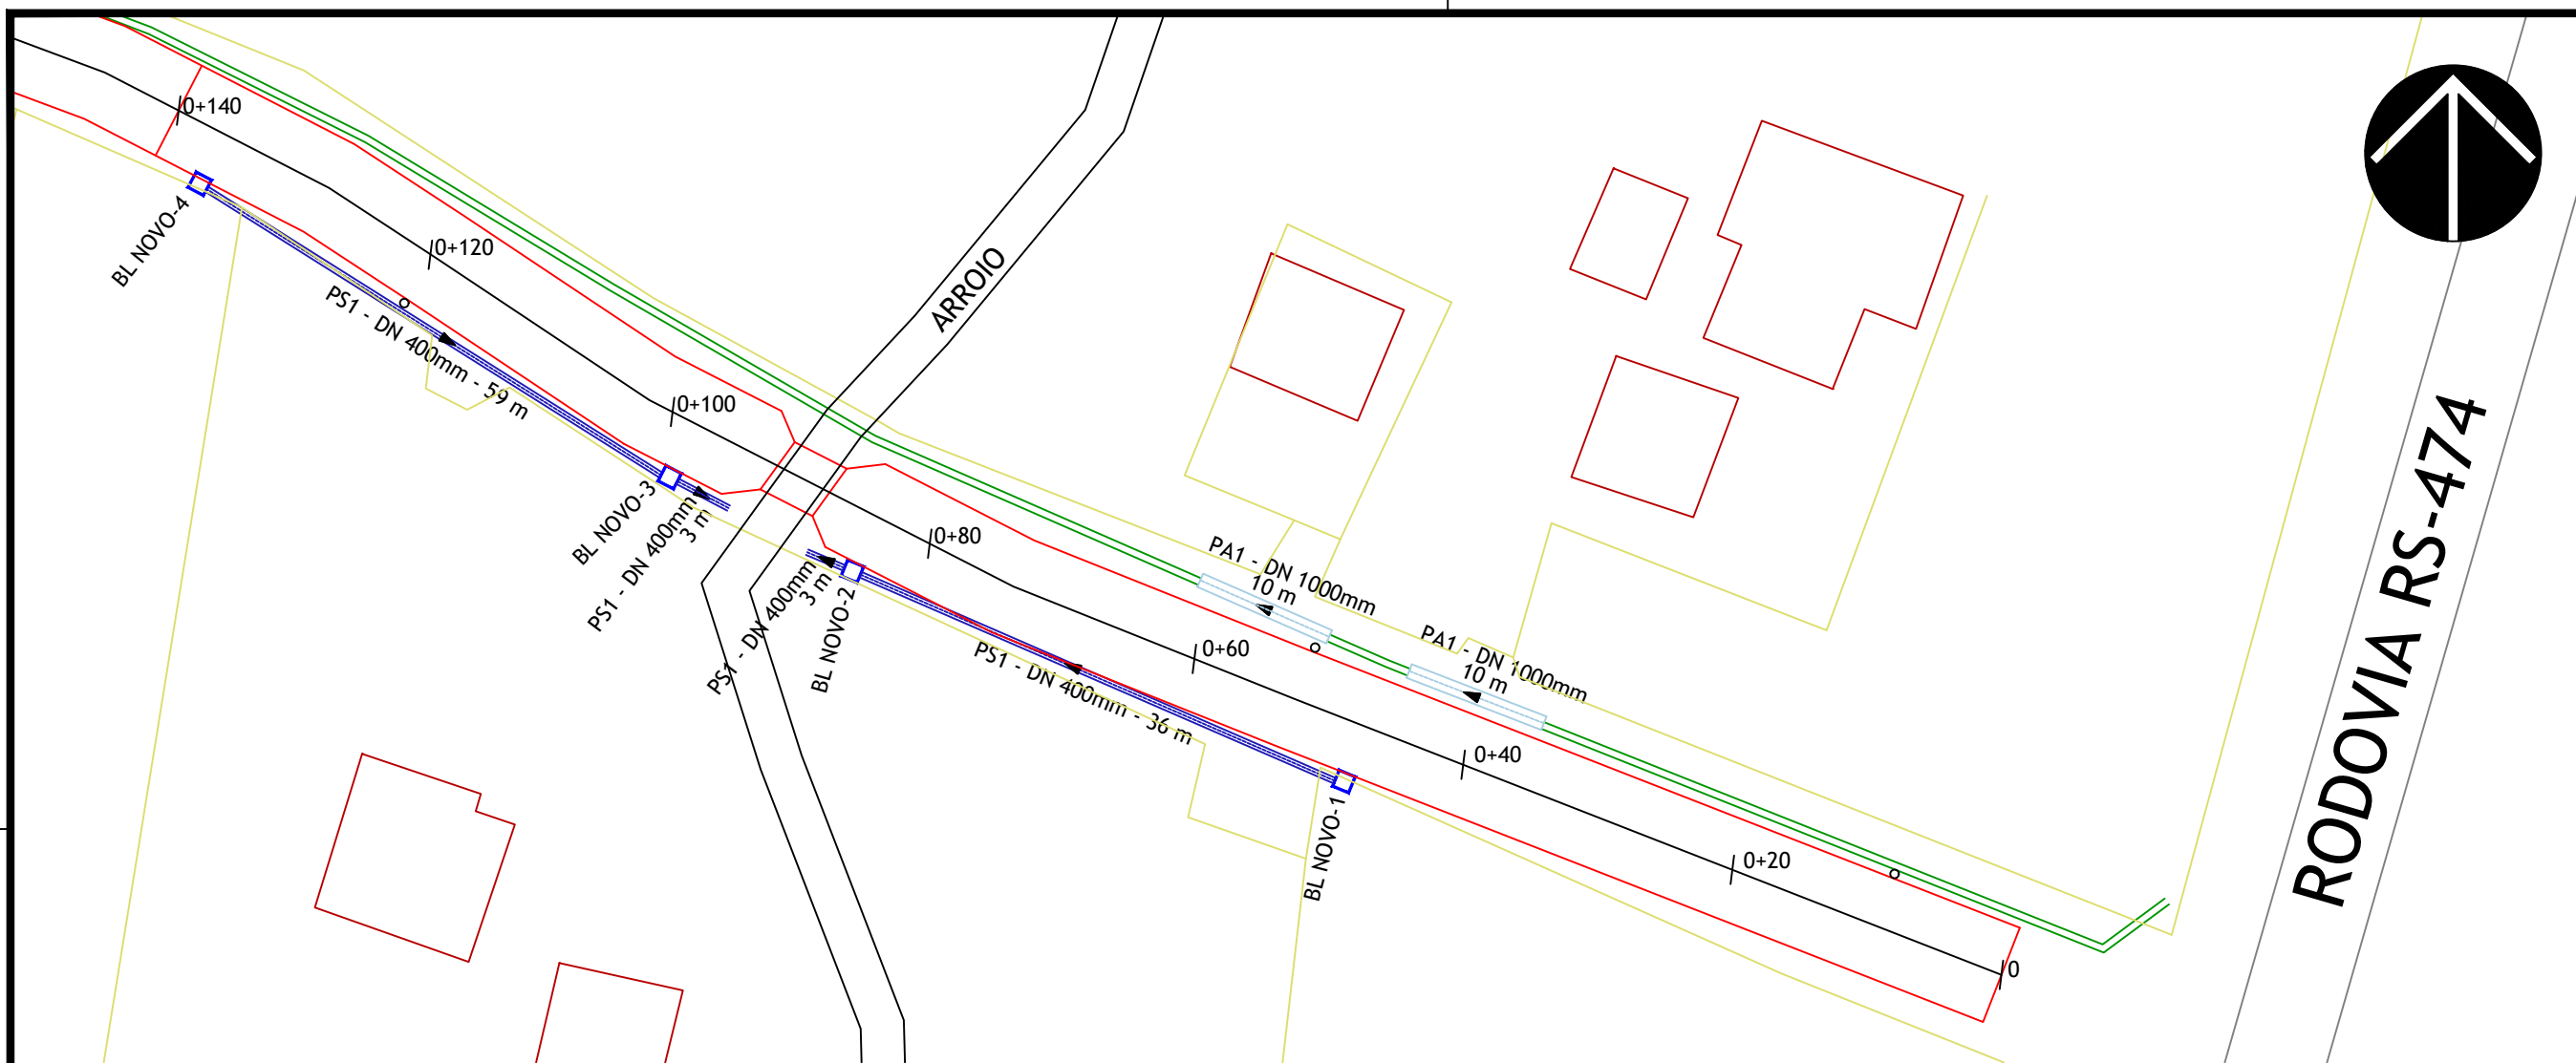 0+140
BL NOVO-4
0+120
PS1 - DN 400mm - 59 m
ARROIO
0+100
BL NOVO-3
PS1 - DN 400mm
3 m
0+80
PS1 - DN 400mm
3 m
BL NOVO-2
PA1 - DN 1000mm
10 m
0+60
PS1 - DN 400mm - 36 m
PA1 - DN 1000mm
10 m
0+40
BL NOVO-1
0+20
0
RODOVIA RS-474